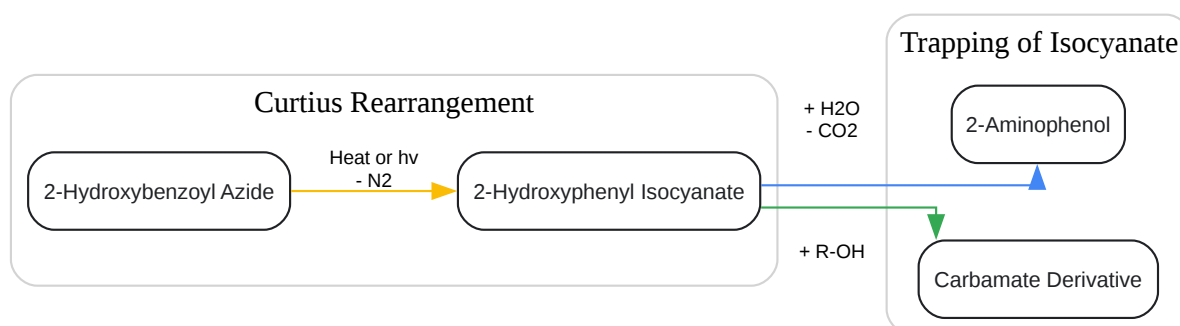 Trapping of Isocyanate
Curtius Rearrangement
+ H2O
- CO2
2-Aminophenol
Heat or hv
- N2
2-Hydroxybenzoyl Azide
2-Hydroxyphenyl Isocyanate
+ R-OH
Carbamate Derivative